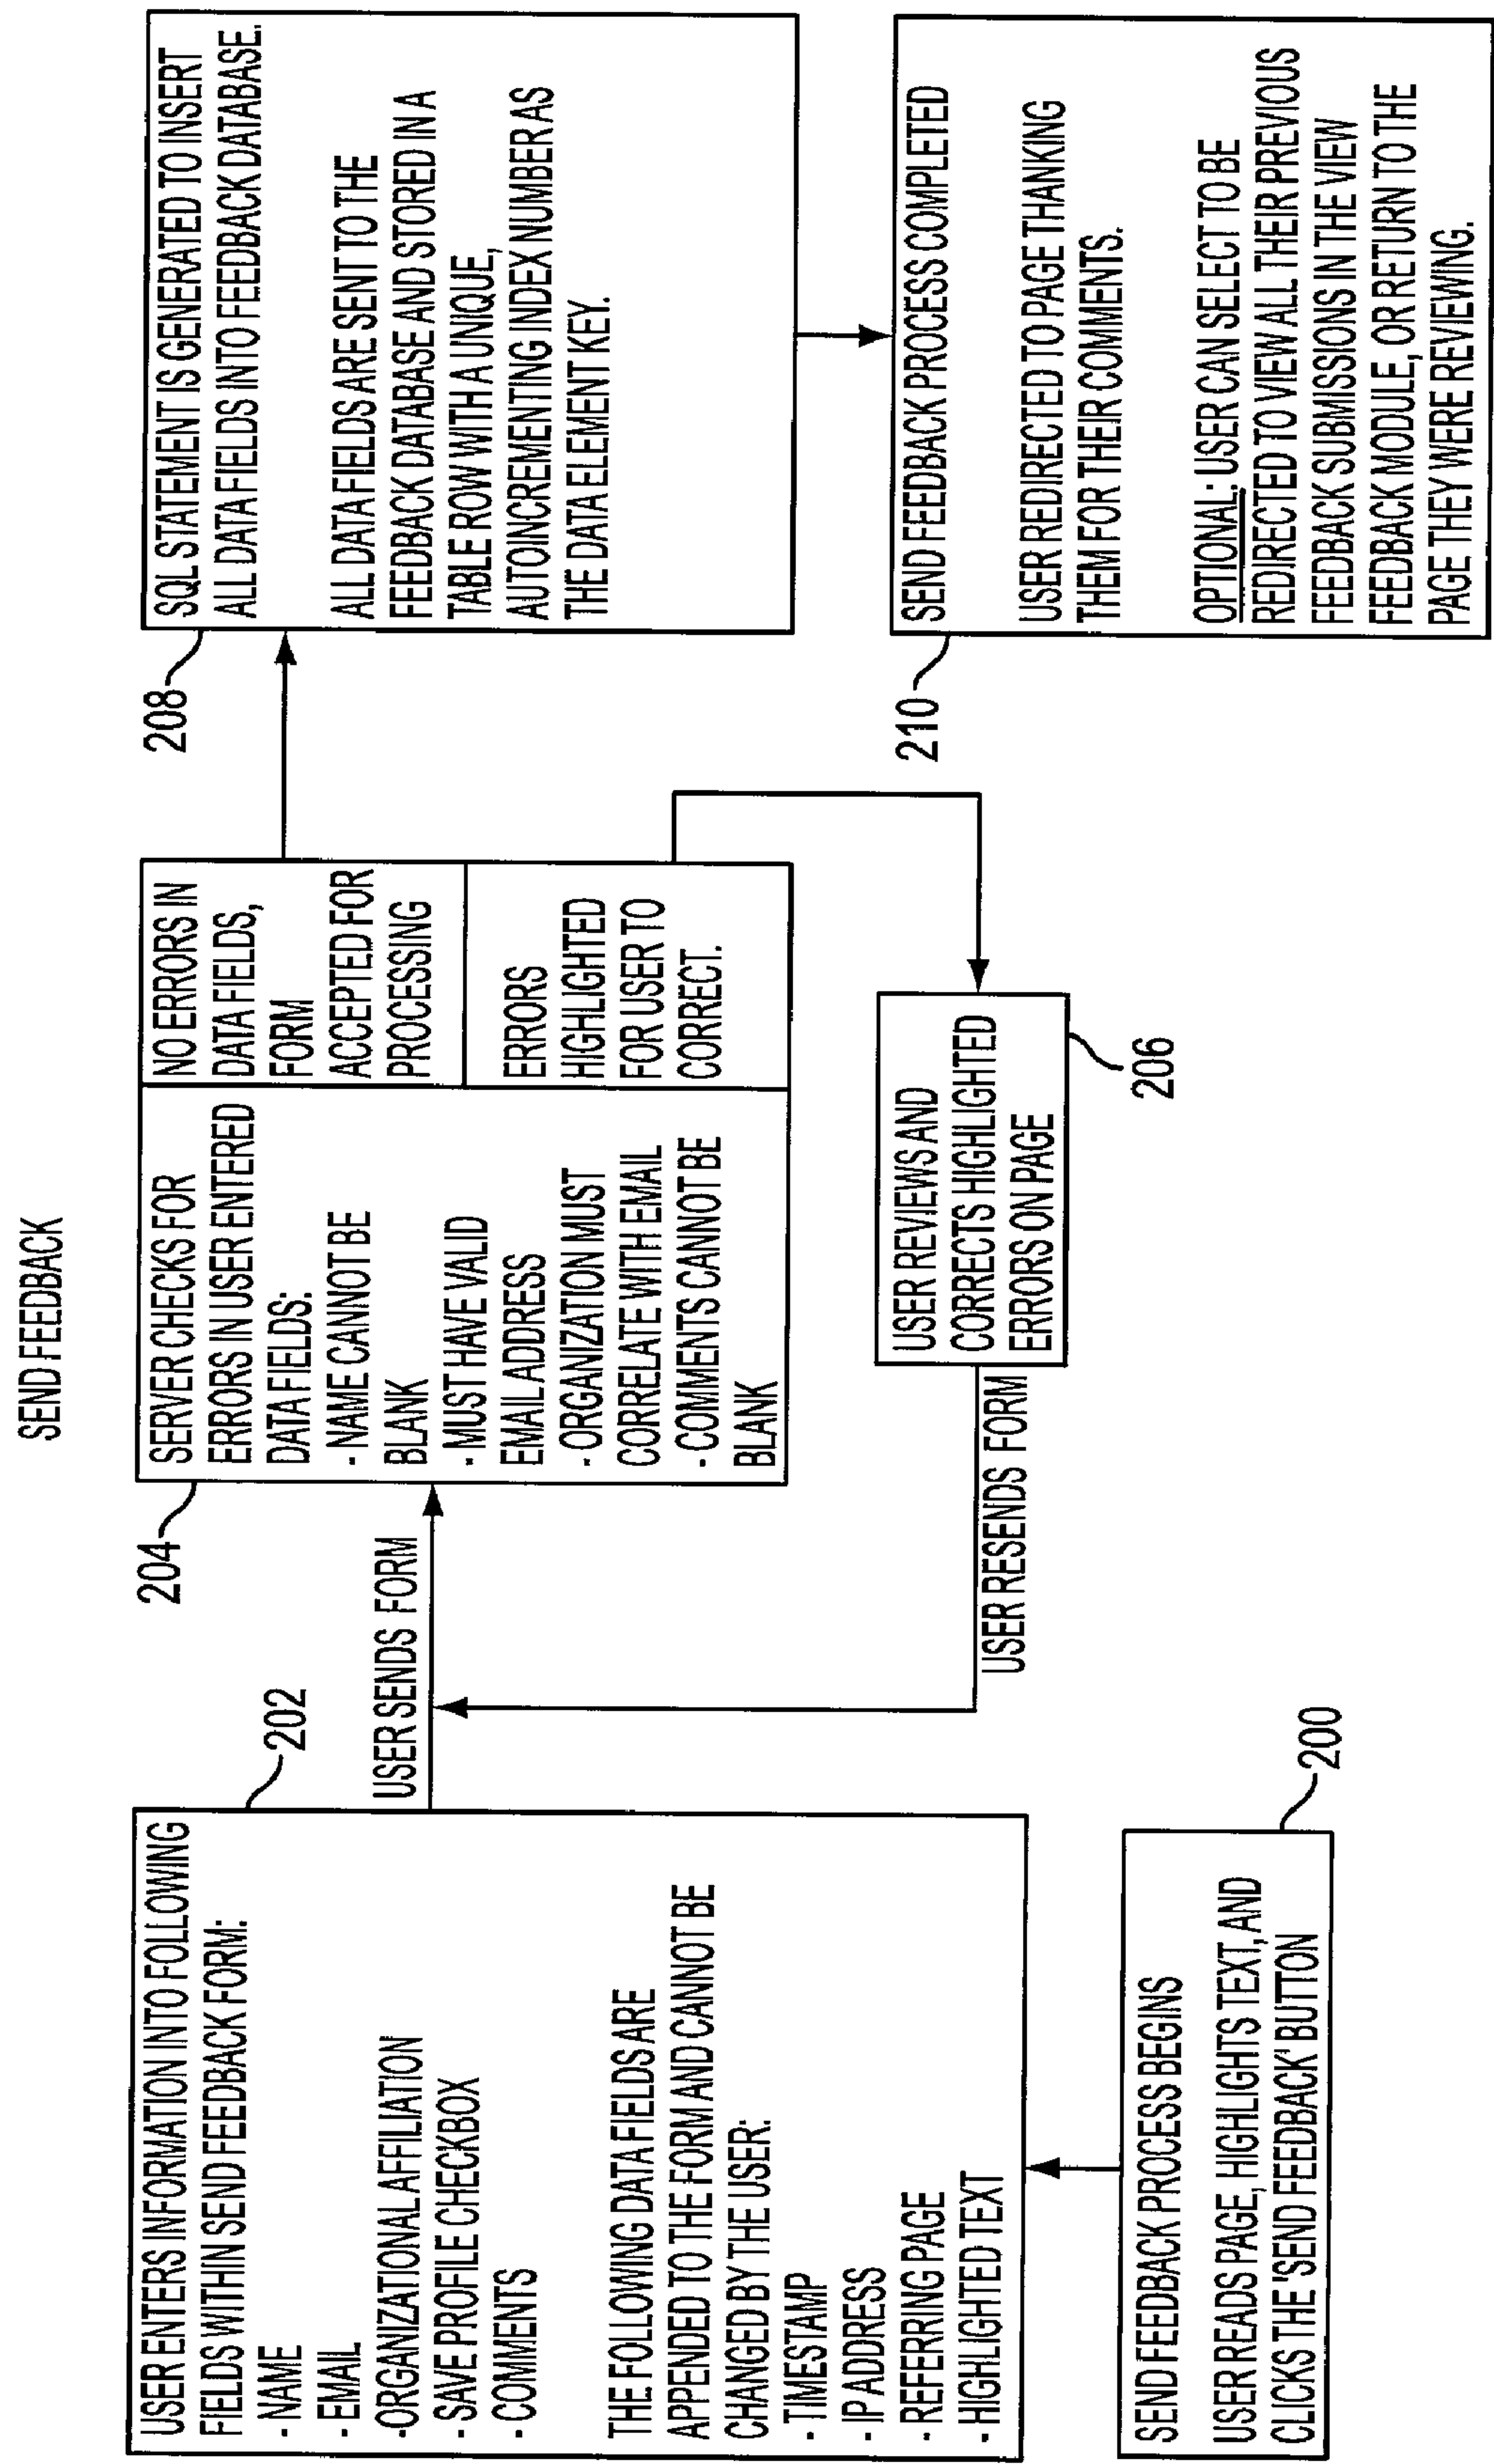 SEND FEEDBACK
USER ENTERS INFORMATION INTO FOLLOWING
FIELDS WITHIN SEND FEEDBACK FORM:
- NAME
- EMAIL
-ORGANIZATIONAL AFFILIATION
- SAVE PROFILE CHECKBOX
- COMMENTS
THE FOLLOWING DATA FIELDS ARE
APPENDED TO THE FORM AND CANNOT BE
CHANGED BY THE USER:
- TIMESTAMP
- IP ADDRESS
- REFERRING PAGE
- HIGHLIGHTED TEXT
202
SEND FEEDBACK PROCESS BEGINS
USER READS PAGE, HIGHLIGHTS TEXT, AND
CLICKS THE 'SEND FEEDBACK' BUTTON
200
USER SENDS FORM
204
SERVER CHECKS FOR
ERRORS IN USER ENTERED
DATA FIELDS:
- NAME CANNOT BE
BLANK
- MUST HAVE VALID
EMAIL ADDRESS
- ORGANIZATION MUST
CORRELATE WITH EMAIL
- COMMENTS CANNOT BE
BLANK
NO ERRORS IN
DATA FIELDS,
FORM
ACCEPTED FOR
PROCESSING
ERRORS
HIGHLIGHTED
FOR USER TO
CORRECT.
USER REVIEWS AND
CORRECTS HIGHLIGHTED
ERRORS ON PAGE
206
USER RESENDS FORM
208
SQL STATEMENT IS GENERATED TO INSERT
ALL DATA FIELDS INTO FEEDBACK DATABASE.
ALL DATA FIELDS ARE SENT TO THE
FEEDBACK DATABASE AND STORED IN A
TABLE ROW WITH A UNIQUE,
AUTOINCREMENTING INDEX NUMBER AS
THE DATA ELEMENT KEY.
210
SEND FEEDBACK PROCESS COMPLETED
USER REDIRECTED TO PAGE THANKING
THEM FOR THEIR COMMENTS.
OPTIONAL: USER CAN SELECT TO BE
REDIRECTED TO VIEW ALL THEIR PREVIOUS
FEEDBACK SUBMISSIONS IN THE VIEW
FEEDBACK MODULE, OR RETURN TO THE
PAGE THEY WERE REVIEWING.